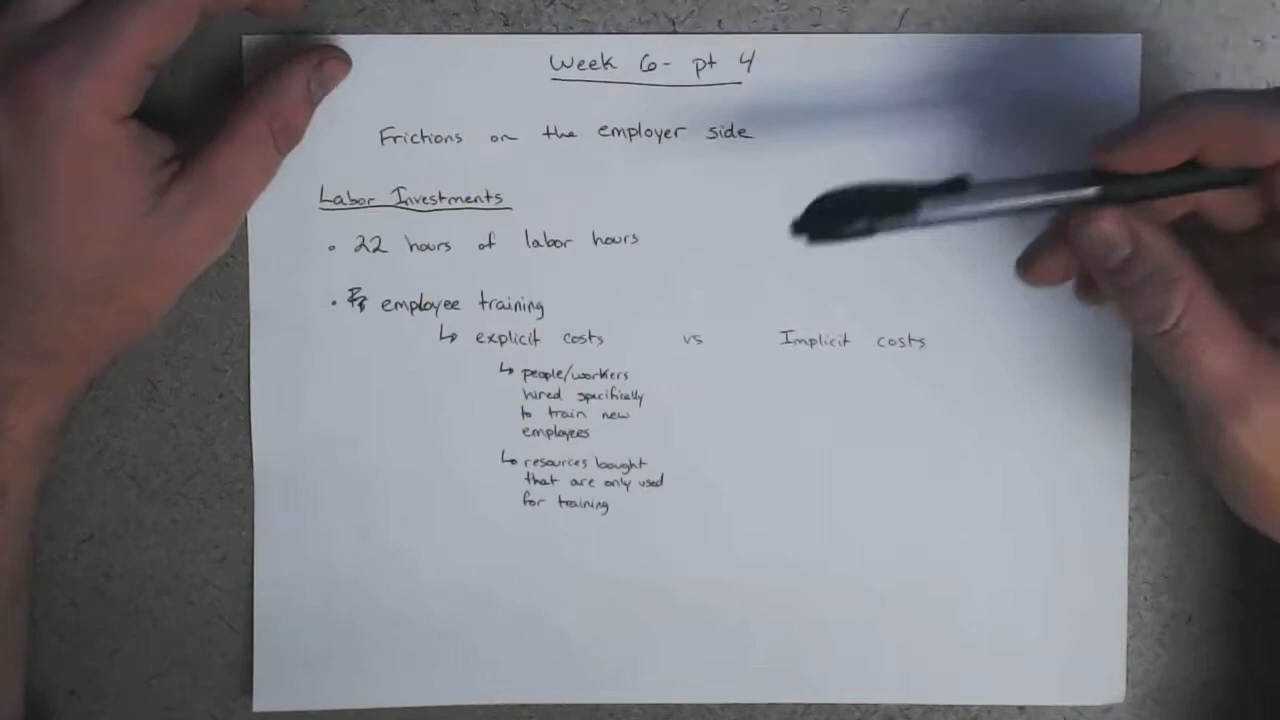 Week 6- pt 4
Frictions on the employer side
Labor Investments
• 22 hours of labor hours
• employee training
↳ explicit costs vs Implicit costs
↳ people/workers
hired specifically
to train new
employees
↳ resources bought
that are only used
for training